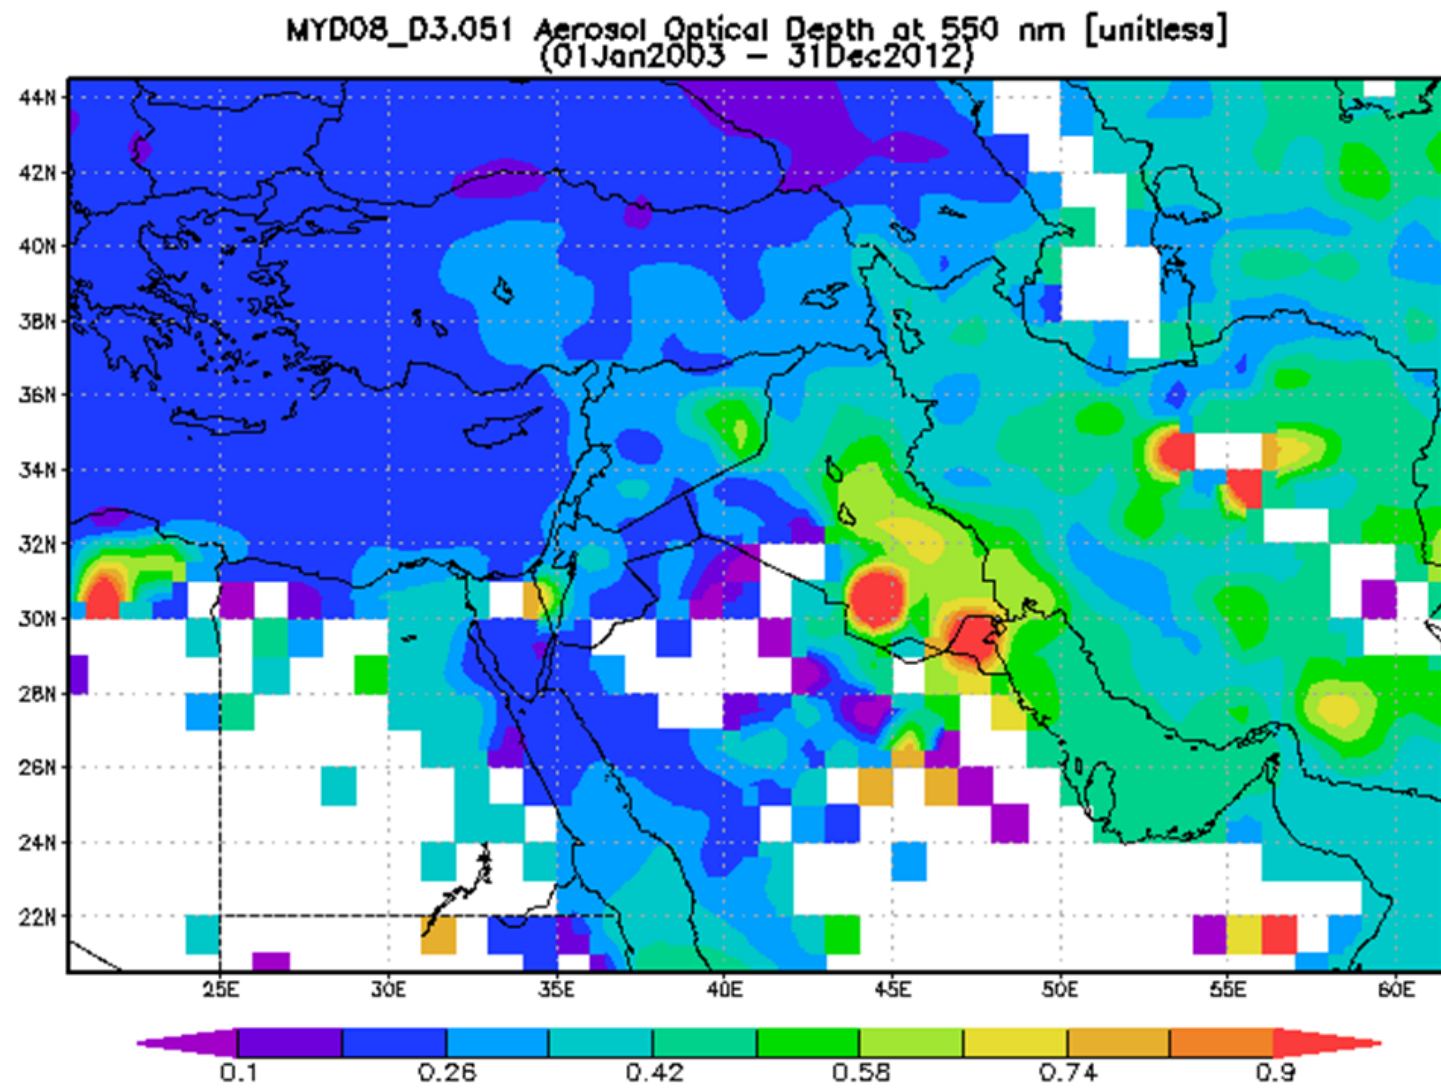 MYD08_D3.051 Aerosol Optical Depth at 550 nm [unitless]
(01Jan2003 - 31Dec2012)
44N
42N
40N
38N
36N
34N
32N
30N
28N
26N
24N
22N
25E 30E 35E 40E 45E 50E 55E 60E
0.1 0.26 0.42 0.58 0.74 0.9